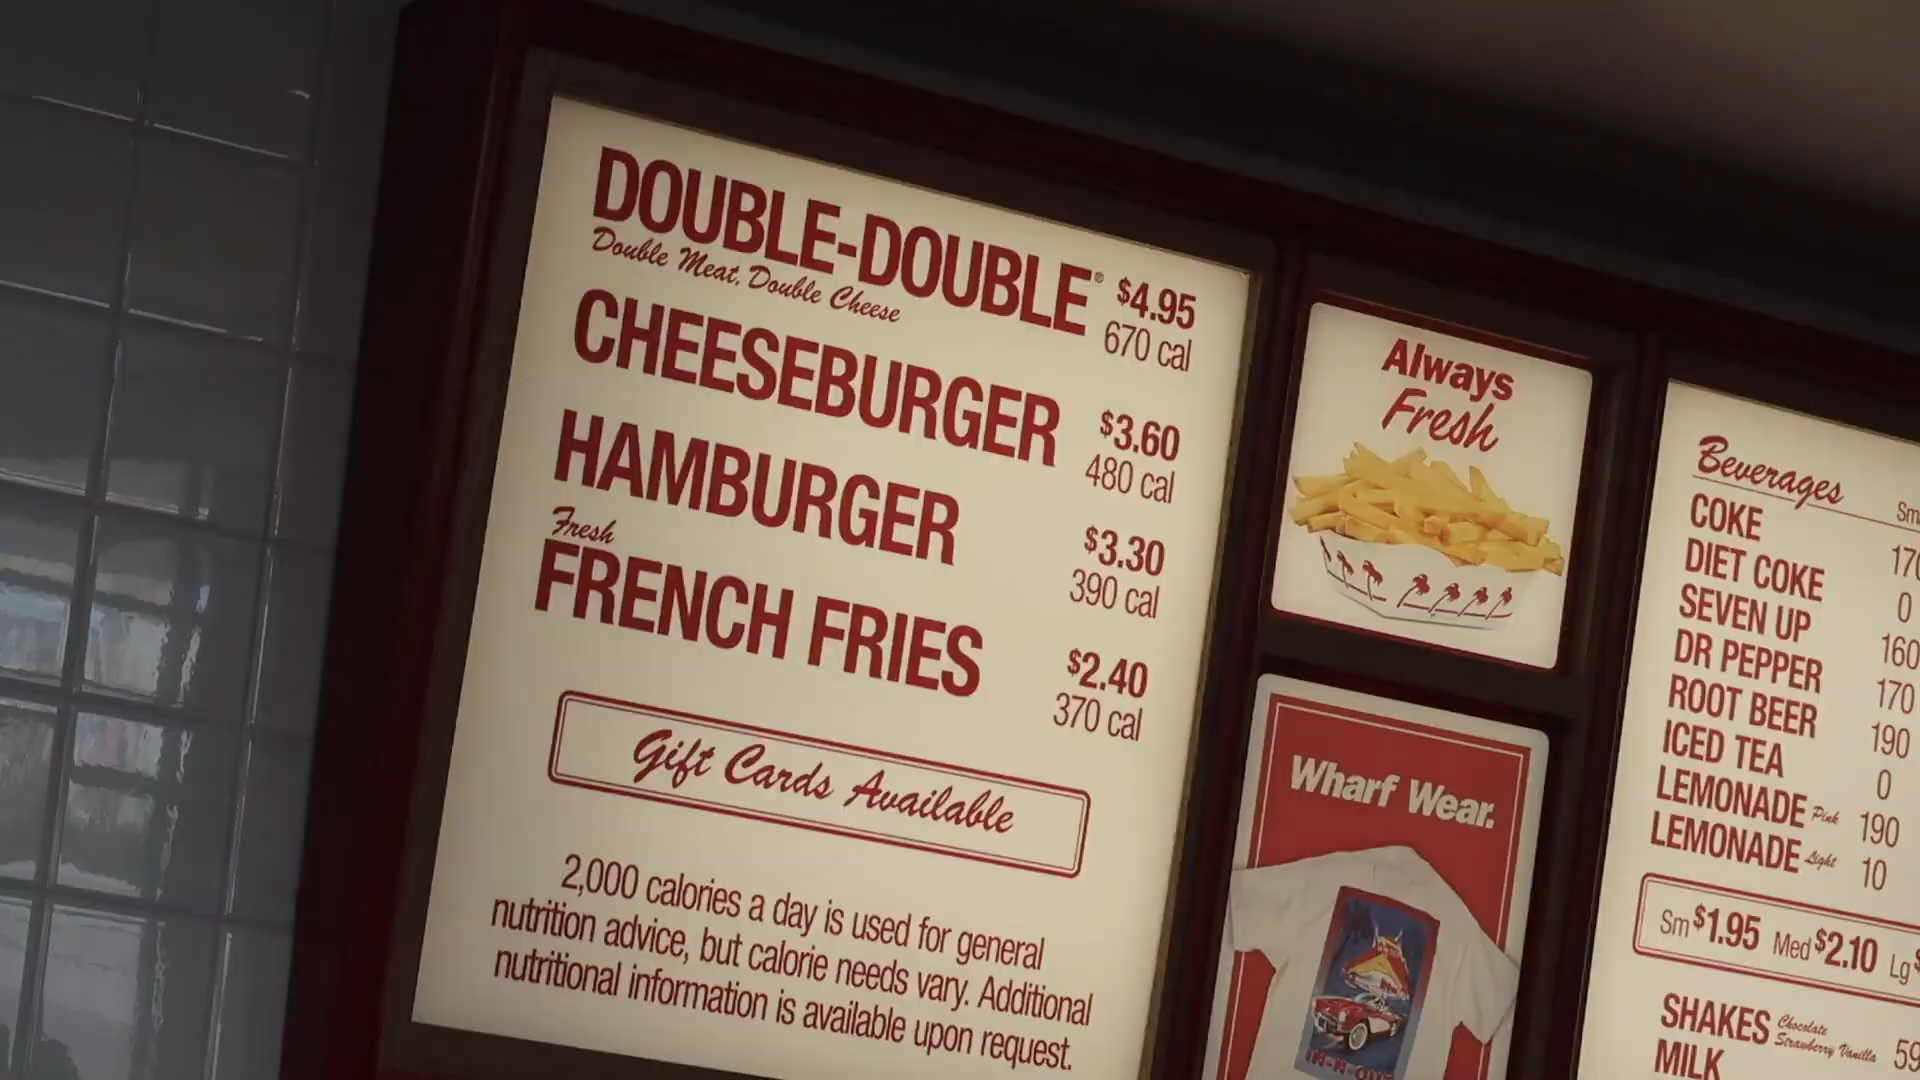 DOUBLE-DOUBLE® $4.95
Double Meat, Double Cheese 670 cal
CHEESEBURGER $3.60
480 cal
HAMBURGER $3.30
390 cal
Fresh
FRENCH FRIES $2.40
370 cal
Gift Cards Available
2,000 calories a day is used for general
nutrition advice, but calorie needs vary. Additional
nutritional information is available upon request.
Always
Fresh
Wharf Wear.
IN-N-OUT
Beverages Sm
COKE 170
DIET COKE 0
SEVEN UP 160
DR PEPPER 170
ROOT BEER 190
ICED TEA 0
LEMONADE Pink 190
LEMONADE Light 10
Sm $1.95 Med $2.10 Lg
SHAKES Chocolate
Strawberry Vanilla
MILK